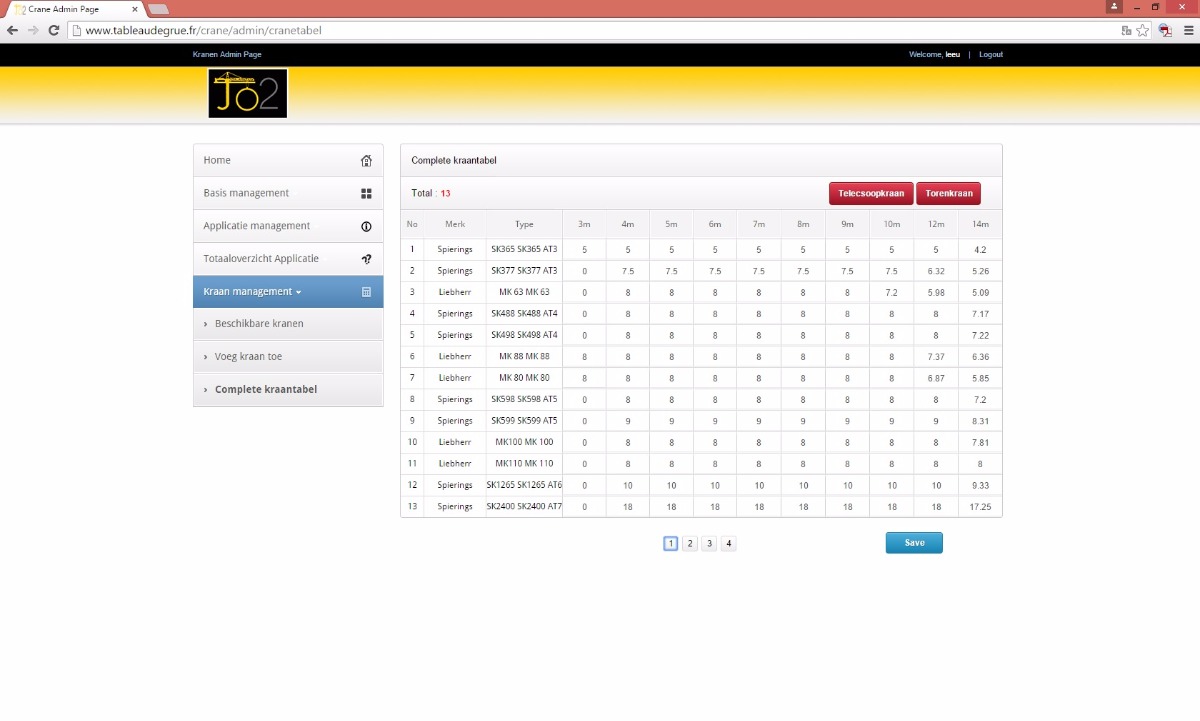 Crane Admin Page
www.tableaudegrue.fr/crane/admin/cranetabel
Kranen Admin Page
Welcome, leeu | Logout
JO2
Home
Basis management
Applicatie management
Totaaloverzicht Applicatie
Kraan management
› Beschikbare kranen
› Voeg kraan toe
› Complete kraantabel
Complete kraantabel
Total : 13
Telecsoopkraan Torenkraan
No Merk Type 3m 4m 5m 6m 7m 8m 9m 10m 12m 14m
1 Spierings SK365 SK365 AT3 5 5 5 5 5 5 5 5 5 4.2
2 Spierings SK377 SK377 AT3 0 7.5 7.5 7.5 7.5 7.5 7.5 7.5 6.32 5.26
3 Liebherr MK 63 MK 63 0 8 8 8 8 8 8 7.2 5.98 5.09
4 Spierings SK488 SK488 AT4 0 8 8 8 8 8 8 8 8 7.17
5 Spierings SK498 SK498 AT4 0 8 8 8 8 8 8 8 8 7.22
6 Liebherr MK 88 MK 88 8 8 8 8 8 8 8 8 7.37 6.36
7 Liebherr MK 80 MK 80 8 8 8 8 8 8 8 8 6.87 5.85
8 Spierings SK598 SK598 AT5 0 8 8 8 8 8 8 8 8 7.2
9 Spierings SK599 SK599 AT5 0 9 9 9 9 9 9 9 9 8.31
10 Liebherr MK100 MK 100 0 8 8 8 8 8 8 8 8 7.81
11 Liebherr MK110 MK 110 0 8 8 8 8 8 8 8 8 8
12 Spierings SK1265 SK1265 AT6 0 10 10 10 10 10 10 10 10 9.33
13 Spierings SK2400 SK2400 AT7 0 18 18 18 18 18 18 18 18 17.25
1 2 3 4
Save